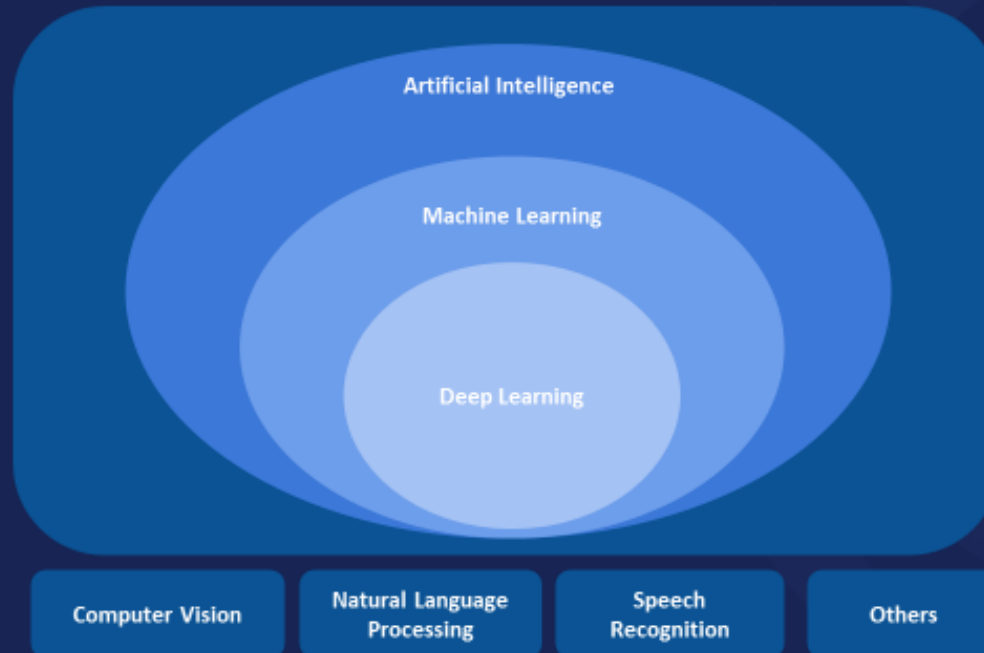 Artificial Intelligence
Machine Learning
Deep Learning
Computer Vision
Natural Language
Processing
Speech
Recognition
Others